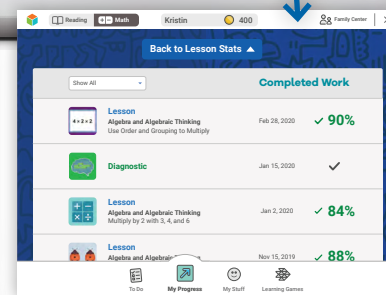 Reading Math Kristin 400 Family Center
Back to Lesson Stats
Show All Completed Work
4 × 2 × 2
Lesson
Algebra and Algebraic Thinking
Use Order and Grouping to Multiply
Feb 28, 2020 90%
Diagnostic Jan 15, 2020
Lesson
Algebra and Algebraic Thinking
Multiply by 2 with 3, 4, and 6
Jan 2, 2020 84%
Lesson
Algebra and Algebraic
Nov 15, 2019 88%
To Do My Progress My Stuff Learning Games